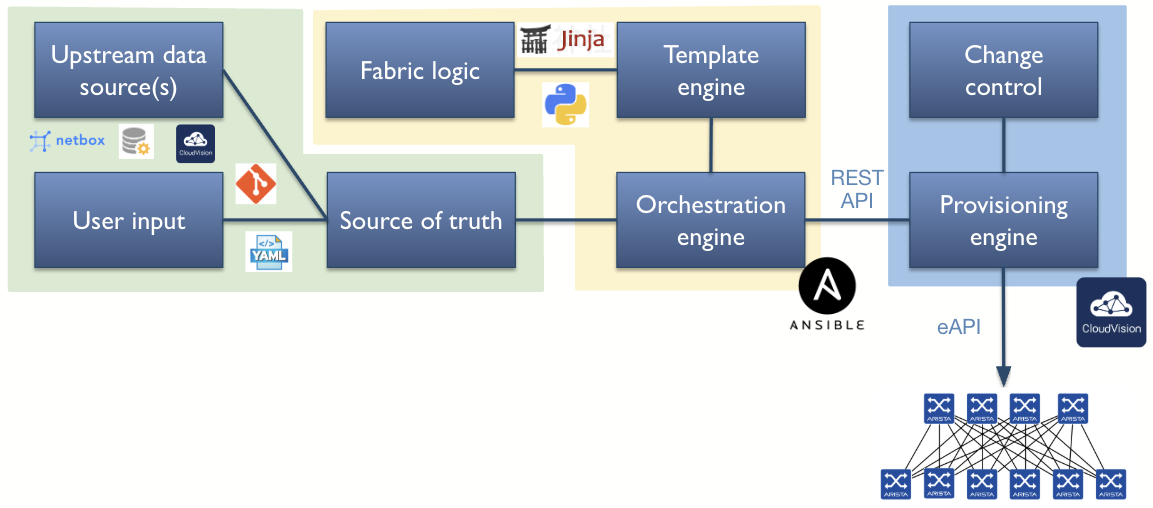 Upstream data
source(s)
netbox
CloudVision
User input
YAML
Source of truth
Fabric logic
Jinja
Template
engine
Orchestration
engine
ANSIBLE
REST
API
Change
control
Provisioning
engine
CloudVision
eAPI
ARISTA
ARISTA
ARISTA
ARISTA
ARISTA
ARISTA
ARISTA
ARISTA
ARISTA
ARISTA